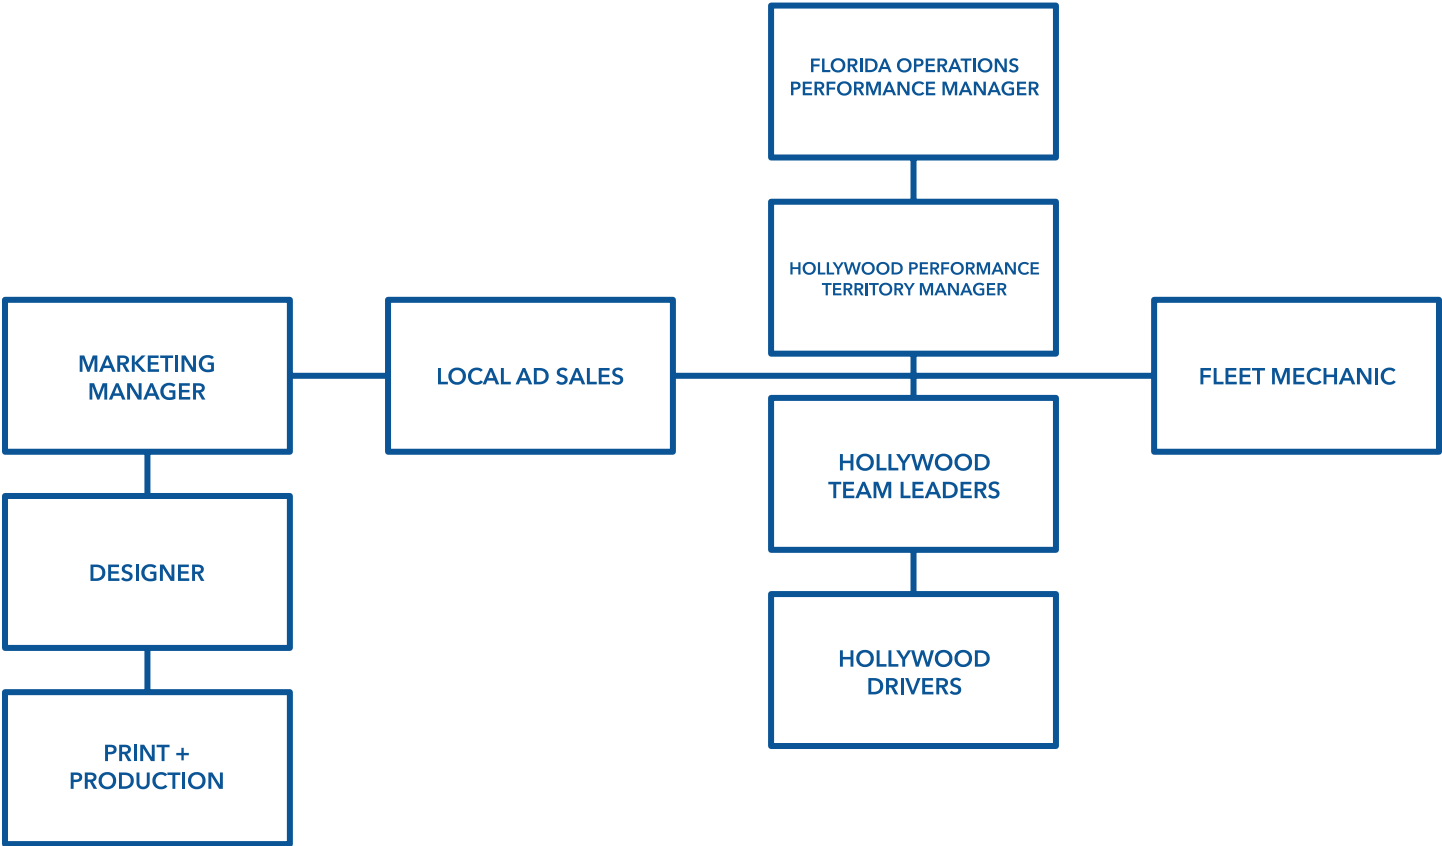 FLORIDA OPERATIONS
PERFORMANCE MANAGER
HOLLYWOOD PERFORMANCE
TERRITORY MANAGER
MARKETING
MANAGER
LOCAL AD SALES
FLEET MECHANIC
HOLLYWOOD
TEAM LEADERS
DESIGNER
HOLLYWOOD
DRIVERS
PRINT +
PRODUCTION